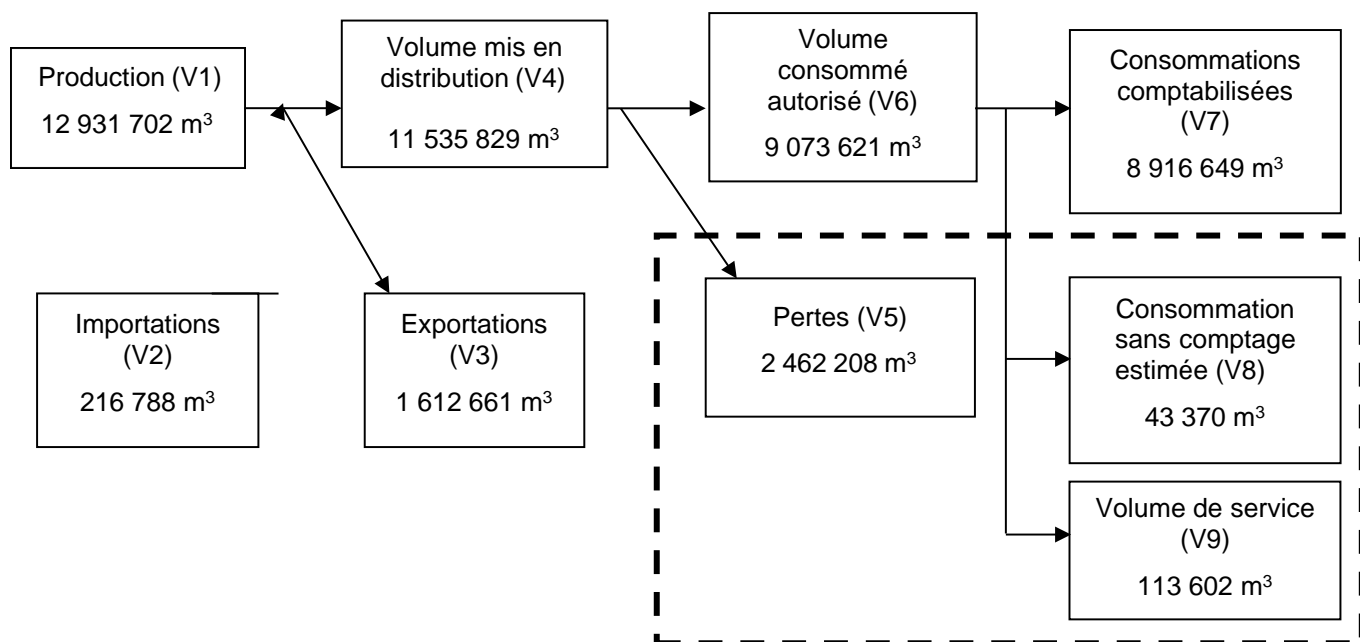 Production (V1)
12 931 702 m³
Volume mis en
distribution (V4)
11 535 829 m³
Volume
consommé
autorisé (V6)
9 073 621 m³
Consommations
comptabilisées
(V7)
8 916 649 m³
Importations
(V2)
216 788 m³
Exportations
(V3)
1 612 661 m³
Pertes (V5)
2 462 208 m³
Consommation
sans comptage
estimée (V8)
43 370 m³
Volume de service
(V9)
113 602 m³